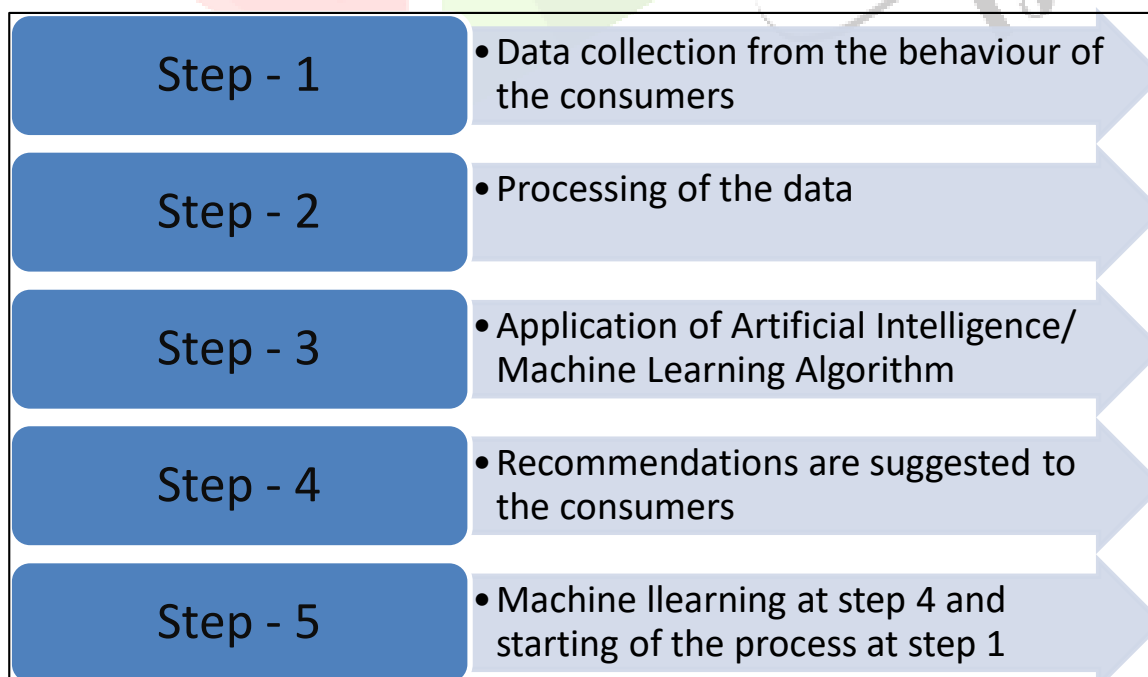 Step - 1
• Data collection from the behaviour of
the consumers
Step - 2
• Processing of the data
Step - 3
• Application of Artificial Intelligence/
Machine Learning Algorithm
Step - 4
• Recommendations are suggested to
the consumers
Step - 5
• Machine llearning at step 4 and
starting of the process at step 1